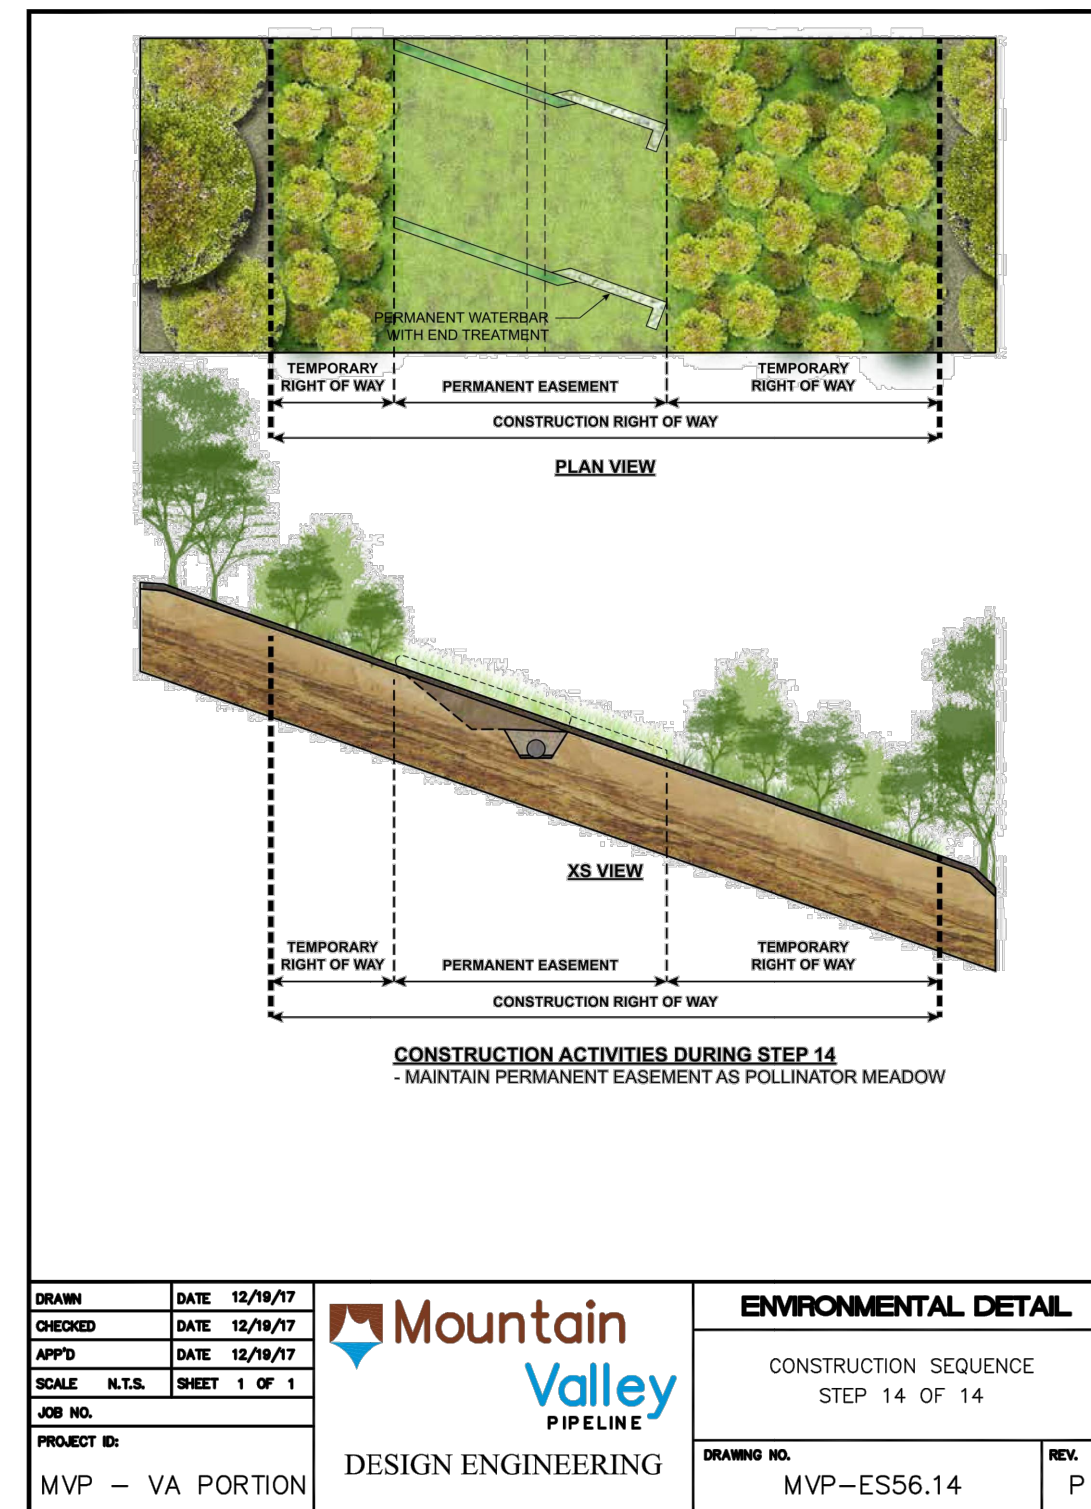 PERMANENT WATERBAR
WITH END TREATMENT
TEMPORARY
RIGHT OF WAY
PERMANENT EASEMENT
TEMPORARY
RIGHT OF WAY
CONSTRUCTION RIGHT OF WAY
PLAN VIEW
XS VIEW
TEMPORARY
RIGHT OF WAY
PERMANENT EASEMENT
TEMPORARY
RIGHT OF WAY
CONSTRUCTION RIGHT OF WAY
CONSTRUCTION ACTIVITIES DURING STEP 14
- MAINTAIN PERMANENT EASEMENT AS POLLINATOR MEADOW
DRAWN DATE 12/19/17
CHECKED DATE 12/19/17
APP'D DATE 12/19/17
SCALE N.T.S. SHEET 1 OF 1
JOB NO.
PROJECT ID:
MVP – VA PORTION
Mountain
Valley
PIPELINE
DESIGN ENGINEERING
ENVIRONMENTAL DETAIL
CONSTRUCTION SEQUENCE
STEP 14 OF 14
DRAWING NO.
MVP–ES56.14
REV.
P